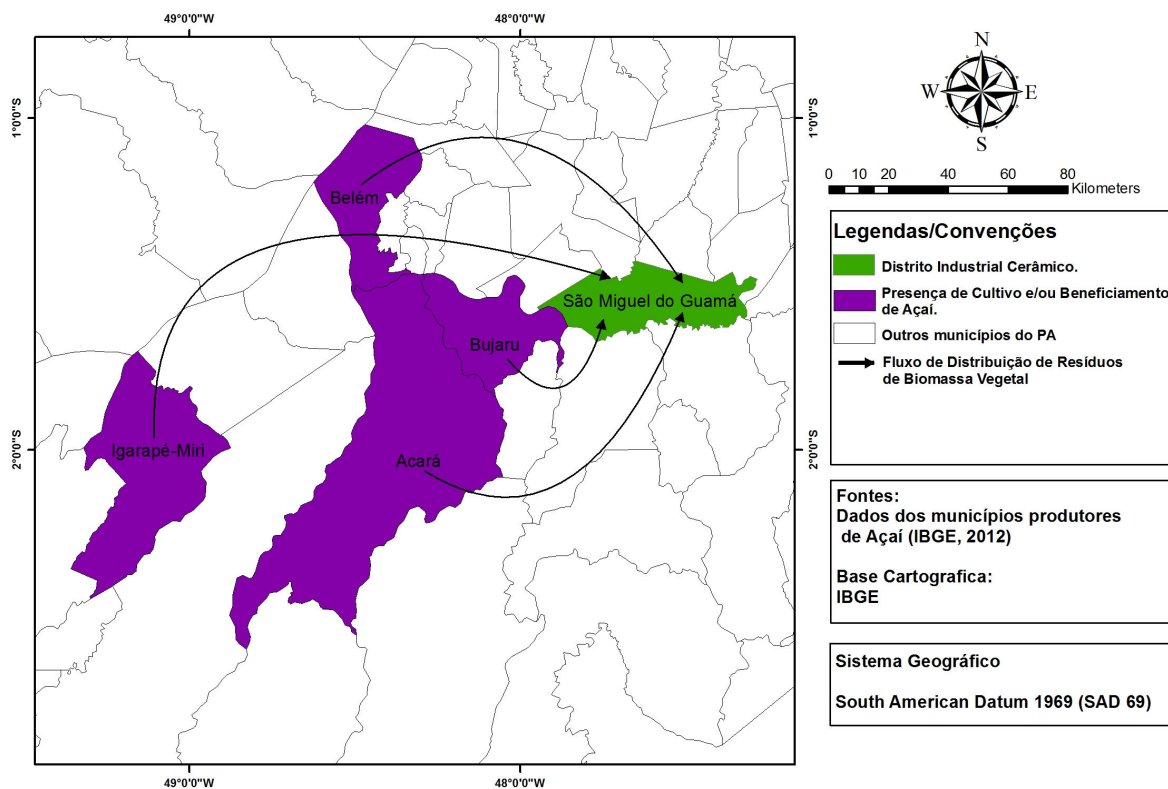 49°0'0"W
48°0'0"W
1°0'0"S
1°0'0"S
2°0'0"S
2°0'0"S
49°0'0"W
48°0'0"W
Belém
São Miguel do Guamá
Bujaru
Igarapé-Miri
Acará
N
W
E
S
0 10 20 40 60 80
Kilometers
Legendas/Convenções
Distrito Industrial Cerâmico.
Presença de Cultivo e/ou Beneficiamento
de Açaí.
Outros municípios do PA
Fluxo de Distribuição de Resíduos
de Biomassa Vegetal
Fontes:
Dados dos municípios produtores
de Açaí (IBGE, 2012)
Base Cartografica:
IBGE
Sistema Geográfico
South American Datum 1969 (SAD 69)